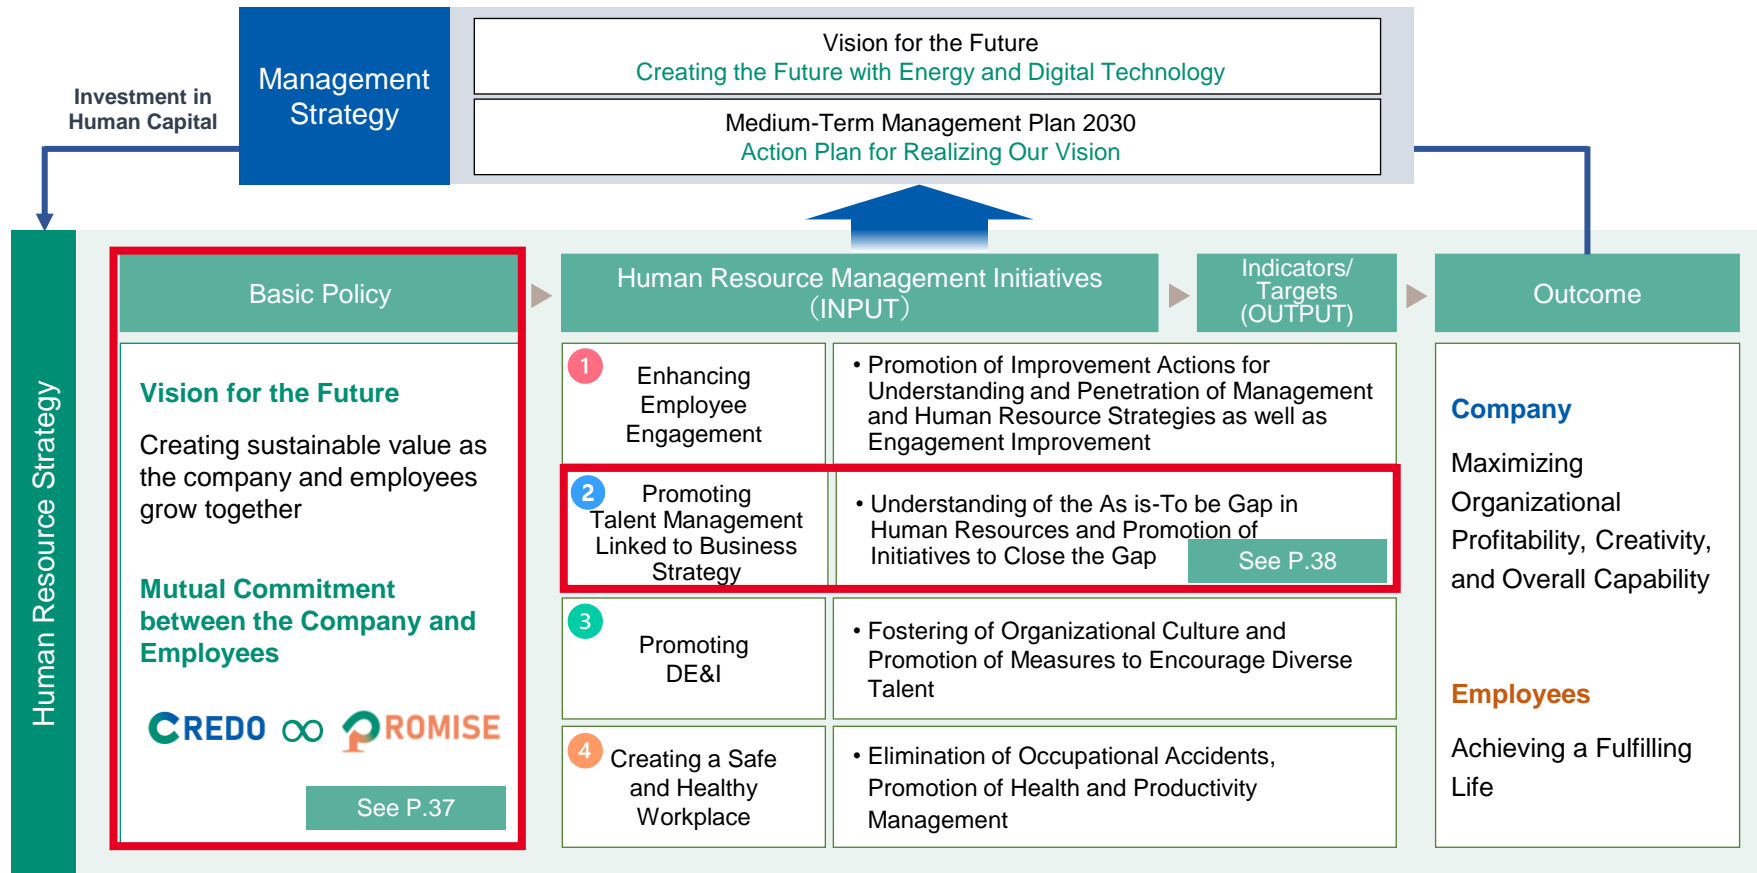 Investment in
Human Capital
Management
Strategy
Vision for the Future
Creating the Future with Energy and Digital Technology
Medium-Term Management Plan 2030
Action Plan for Realizing Our Vision
Human Resource Strategy
Basic Policy
Vision for the Future
Creating sustainable value as
the company and employees
grow together
Mutual Commitment
between the Company and
Employees
CREDO ∞ PROMISE
See P.37
Human Resource Management Initiatives
（INPUT）
Indicators/
Targets
(OUTPUT)
1
Enhancing
Employee
Engagement
• Promotion of Improvement Actions for
Understanding and Penetration of Management
and Human Resource Strategies as well as
Engagement Improvement
2
Promoting
Talent Management
Linked to Business
Strategy
• Understanding of the As is-To be Gap in
Human Resources and Promotion of
Initiatives to Close the Gap
See P.38
3
Promoting
DE&I
• Fostering of Organizational Culture and
Promotion of Measures to Encourage Diverse
Talent
4
Creating a Safe
and Healthy
Workplace
• Elimination of Occupational Accidents,
Promotion of Health and Productivity
Management
Outcome
Company
Maximizing
Organizational
Profitability, Creativity,
and Overall Capability
Employees
Achieving a Fulfilling
Life